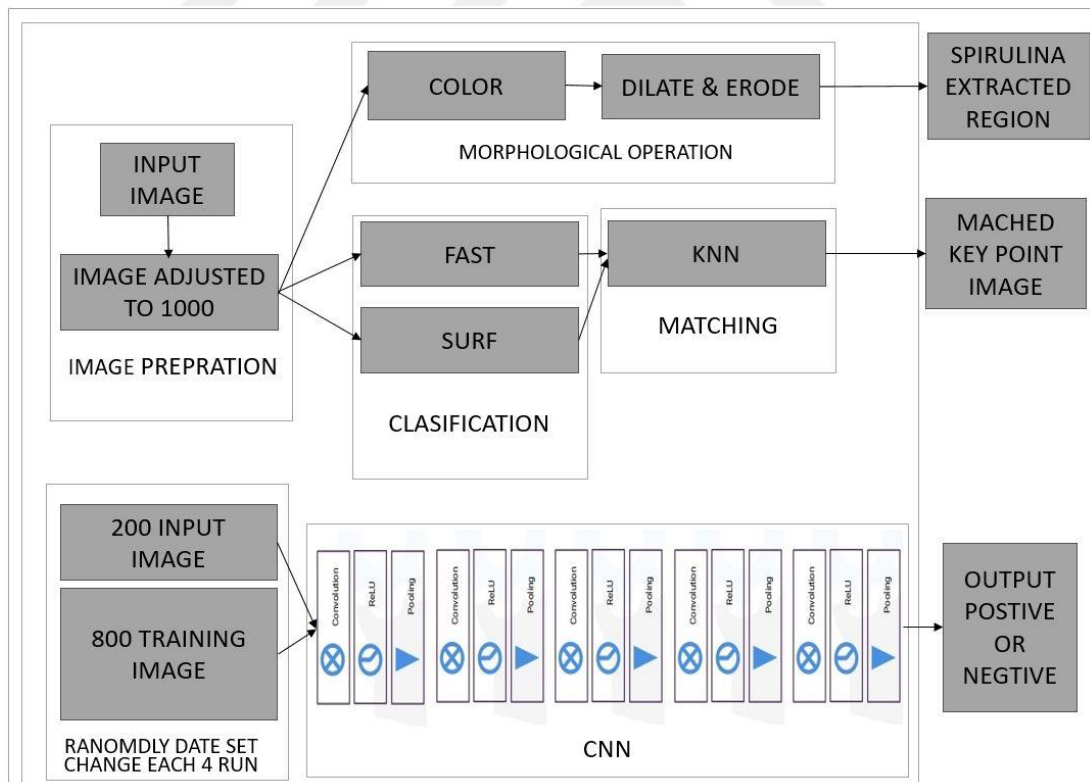 COLOR
DILATE & ERODE
MORPHOLOGICAL OPERATION
SPIRULINA
EXTRACTED
REGION
INPUT
IMAGE
IMAGE ADJUSTED
TO 1000
IMAGE PREPRATION
FAST
SURF
CLASIFICATION
KNN
MATCHING
MACHED
KEY POINT
IMAGE
200 INPUT
IMAGE
800 TRAINING
IMAGE
RANOMDLY DATE SET
CHANGE EACH 4 RUN
Convolution
ReLU
Pooling
Convolution
ReLU
Pooling
Convolution
ReLU
Pooling
Convolution
ReLU
Pooling
Convolution
ReLU
Pooling
CNN
OUTPUT
POSTIVE
OR
NEGTIVE